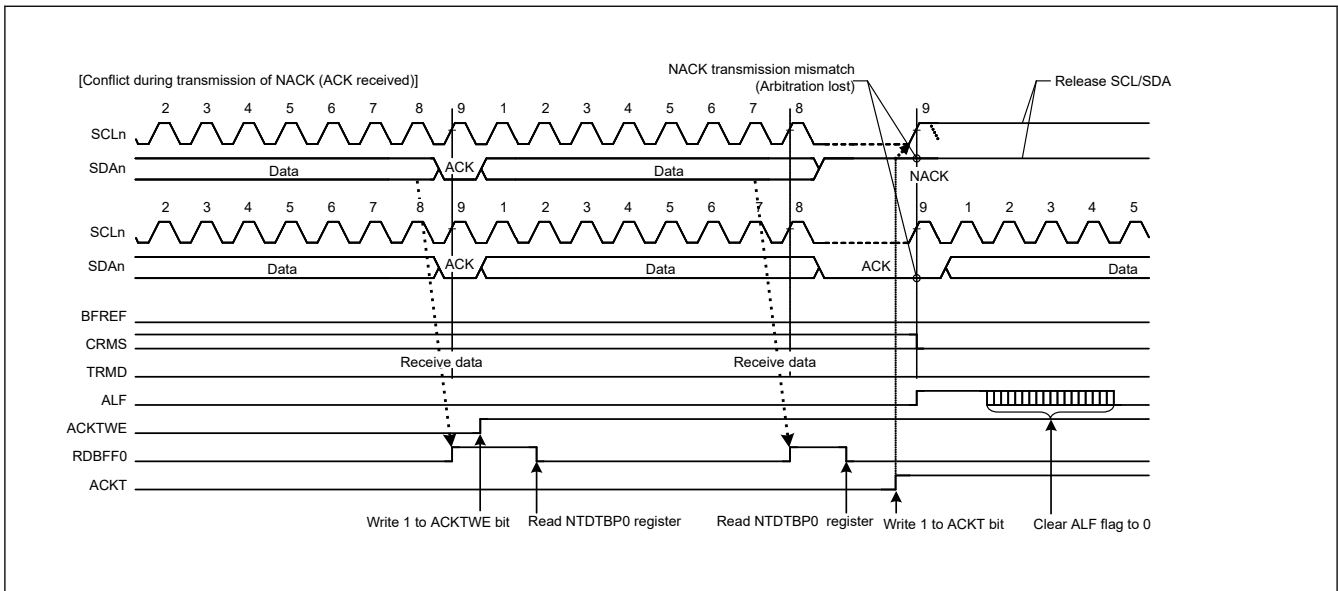 [Conflict during transmission of NACK (ACK received)]
NACK transmission mismatch
(Arbitration lost)
Release SCL/SDA
2 3 4 5 6 7 8 9 1 2 3 4 5 6 7 8 9
SCLn
SDAn Data ACK Data NACK
2 3 4 5 6 7 8 9 1 2 3 4 5 6 7 8 9 1 2 3 4 5
SCLn
SDAn Data ACK Data ACK Data
BFREF
CRMS
Receive data Receive data
TRMD
ALF
ACKTWE
RDBFF0
ACKT
Write 1 to ACKTWE bit Read NTDTBP0 register Read NTDTBP0 register Write 1 to ACKT bit Clear ALF flag to 0